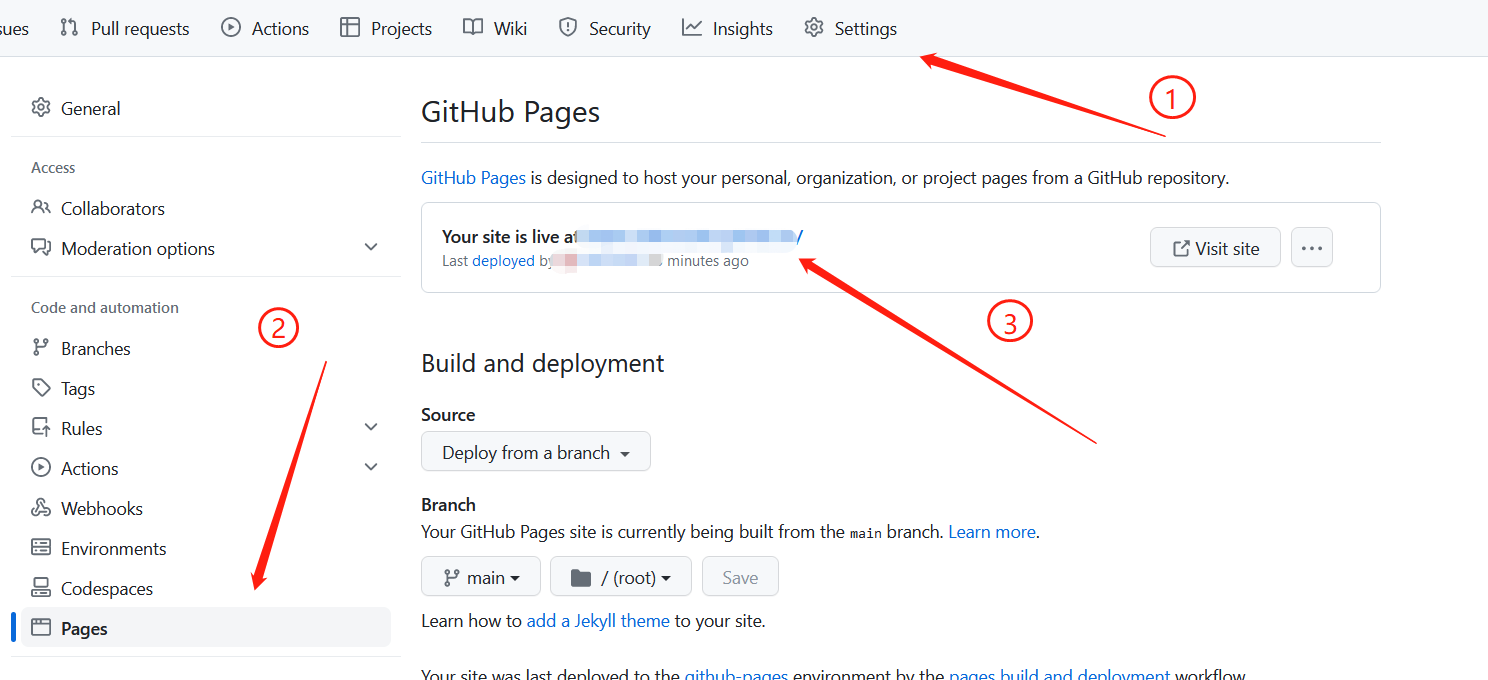 sues Pull requests Actions Projects Wiki Security Insights Settings
1
General
Access
Collaborators
Moderation options
Code and automation
2
Branches
Tags
Rules
Actions
Webhooks
Environments
Codespaces
Pages
GitHub Pages
GitHub Pages is designed to host your personal, organization, or project pages from a GitHub repository.
Your site is live at /
Last deployed by minutes ago
Visit site
3
Build and deployment
Source
Deploy from a branch
Branch
Your GitHub Pages site is currently being built from the main branch. Learn more.
main / (root) Save
Learn how to add a Jekyll theme to your site.
Your site was last deployed to the github-pages environment by the pages build and deployment workflow